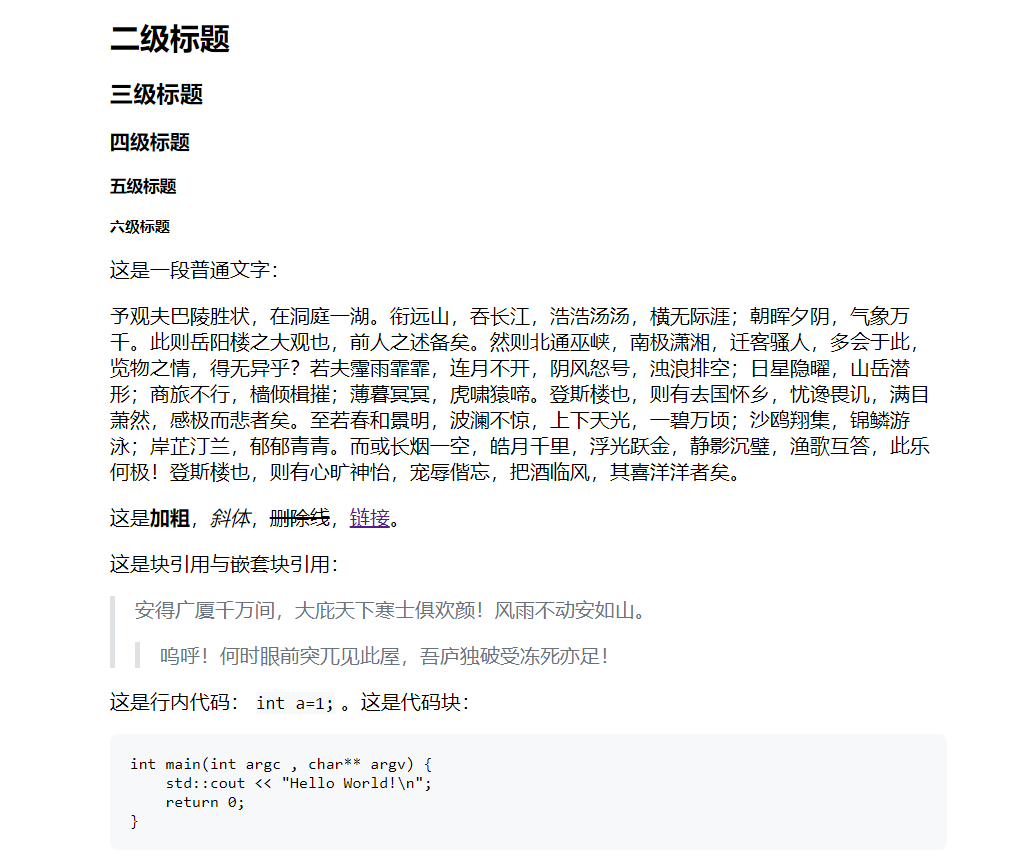 二级标题
三级标题
四级标题
五级标题
六级标题
这是一段普通文字：
予观夫巴陵胜状，在洞庭一湖。衔远山，吞长江，浩浩汤汤，横无际涯；朝晖夕阴，气象万
千。此则岳阳楼之大观也，前人之述备矣。然则北通巫峡，南极潇湘，迁客骚人，多会于此，
览物之情，得无异乎？若夫霪雨霏霏，连月不开，阴风怒号，浊浪排空；日星隐曜，山岳潜
形；商旅不行，樯倾楫摧；薄暮冥冥，虎啸猿啼。登斯楼也，则有去国怀乡，忧谗畏讥，满目
萧然，感极而悲者矣。至若春和景明，波澜不惊，上下天光，一碧万顷；沙鸥翔集，锦鳞游
泳；岸芷汀兰，郁郁青青。而或长烟一空，皓月千里，浮光跃金，静影沉璧，渔歌互答，此乐
何极！登斯楼也，则有心旷神怡，宠辱偕忘，把酒临风，其喜洋洋者矣。
这是加粗，斜体，删除线，链接。
这是块引用与嵌套块引用：
安得广厦千万间，大庇天下寒士俱欢颜！风雨不动安如山。
呜呼！何时眼前突兀见此屋，吾庐独破受冻死亦足！
这是行内代码： int a=1; 。这是代码块：
int main(int argc , char** argv) {
    std::cout << "Hello World!\n";
    return 0;
}